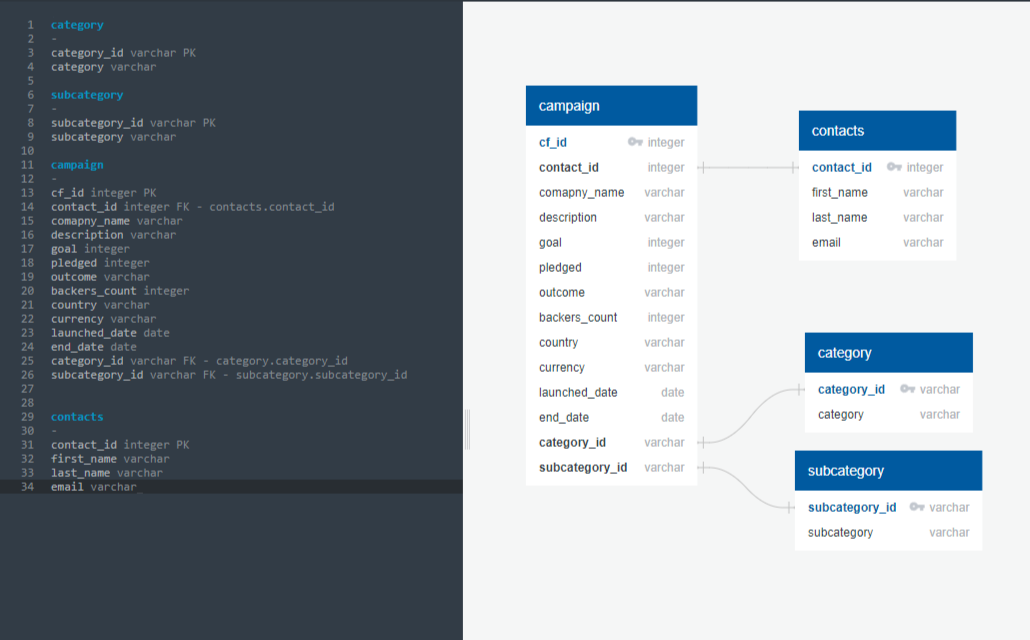 1 category
2 -
3 category_id varchar PK
4 category varchar
5
6 subcategory
7 -
8 subcategory_id varchar PK
9 subcategory varchar
10
11 campaign
12 -
13 cf_id integer PK
14 contact_id integer FK - contacts.contact_id
15 comapny_name varchar
16 description varchar
17 goal integer
18 pledged integer
19 outcome varchar
20 backers_count integer
21 country varchar
22 currency varchar
23 launched_date date
24 end_date date
25 category_id varchar FK - category.category_id
26 subcategory_id varchar FK - subcategory.subcategory_id
27
28
29 contacts
30 -
31 contact_id integer PK
32 first_name varchar
33 last_name varchar
34 email varchar
campaign
cf_id integer
contact_id integer
comapny_name varchar
description varchar
goal integer
pledged integer
outcome varchar
backers_count integer
country varchar
currency varchar
launched_date date
end_date date
category_id varchar
subcategory_id varchar
contacts
contact_id integer
first_name varchar
last_name varchar
email varchar
category
category_id varchar
category varchar
subcategory
subcategory_id varchar
subcategory varchar